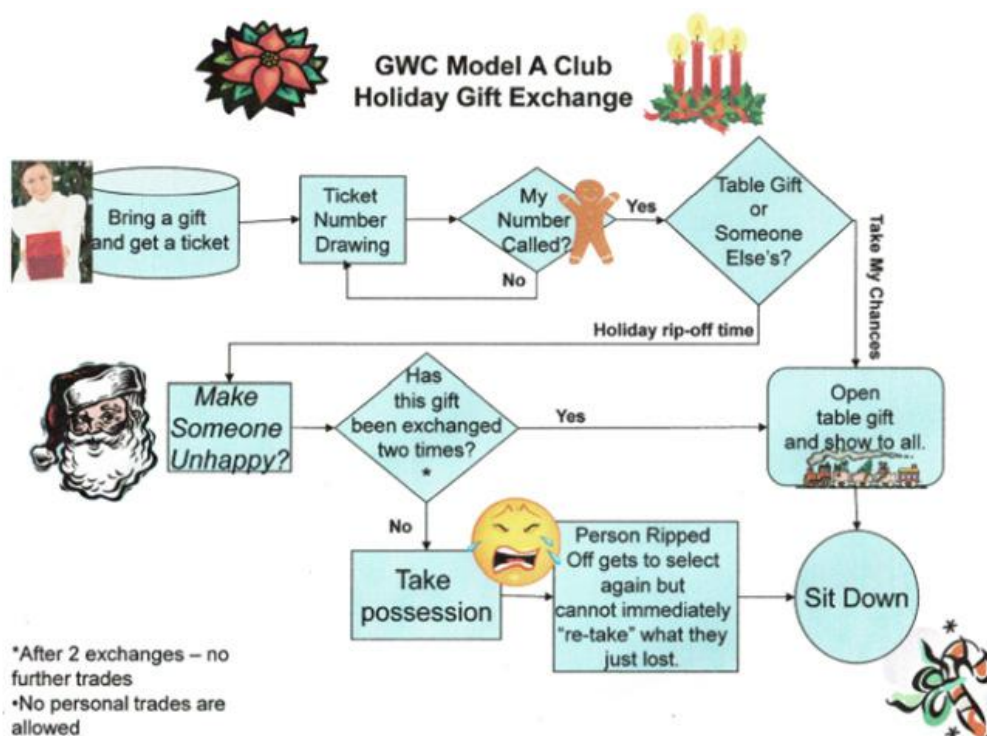 GWC Model A Club
Holiday Gift Exchange
Bring a gift
and get a ticket
Ticket
Number
Drawing
My
Number
Called?
Yes
No
Table Gift
or
Someone
Else's?
Take My Chances
Holiday rip-off time
Make
Someone
Unhappy?
Has
this gift
been exchanged
two times?
*
Yes
No
Open
table gift
and show to all.
Take
possession
Person Ripped
Off gets to select
again but
cannot immediately
"re-take" what they
just lost.
Sit Down
*After 2 exchanges – no
further trades
•No personal trades are
allowed